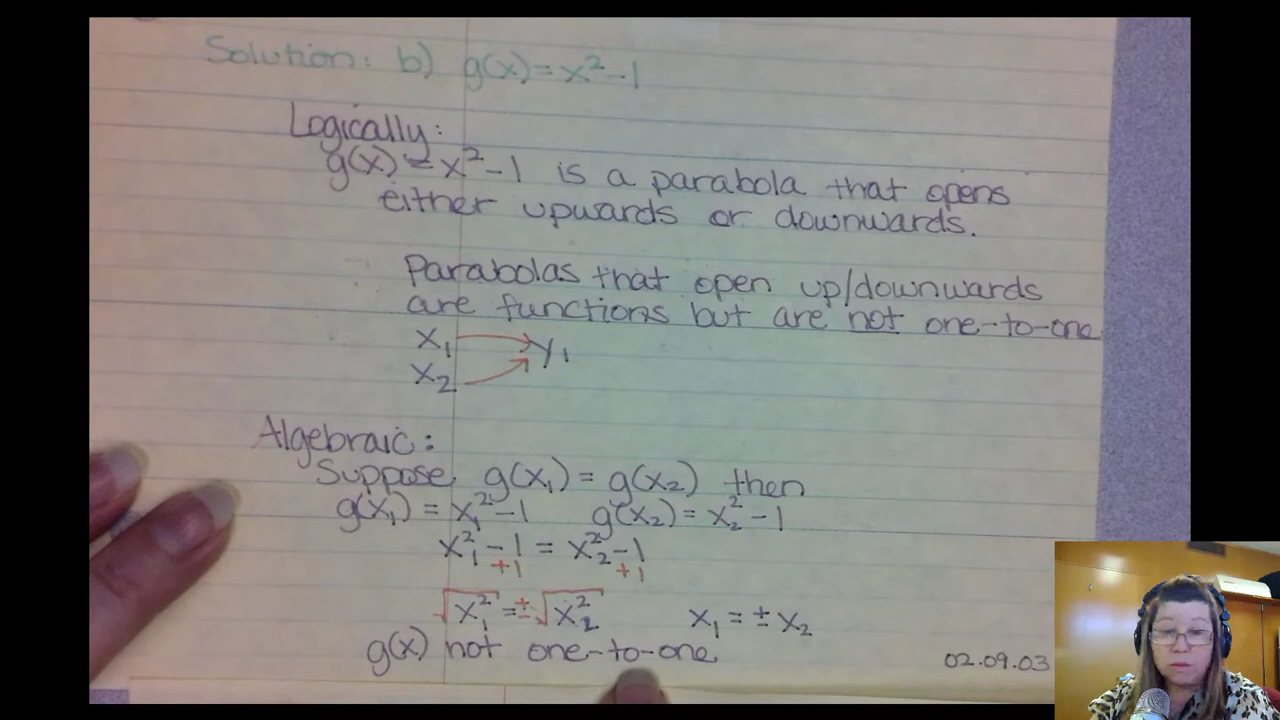 Solution: b) g(x) = x² - 1
Logically:
g(x) = x² - 1 is a parabola that opens
either upwards or downwards.
Parabolas that open up/downwards
are functions but are not one-to-one
x₁ → y₁
x₂ →
Algebraic:
Suppose g(x₁) = g(x₂) then
g(x₁) = x₁² - 1 g(x₂) = x₂² - 1
x₁² - 1 = x₂² - 1
+1 +1
√x₁² = ±√x₂² x₁ = ± x₂
g(x) not one-to-one
02.09.03